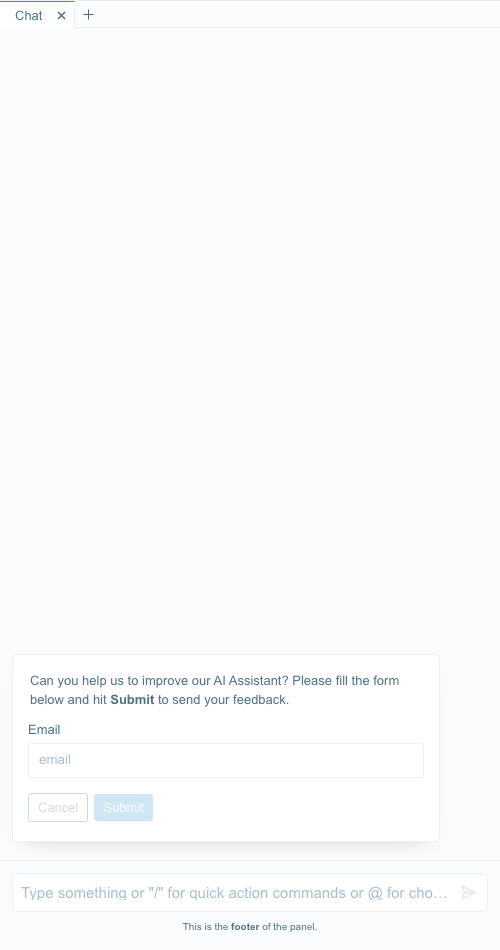 Chat
Can you help us to improve our AI Assistant? Please fill the form
below and hit Submit to send your feedback.
Email
email
Cancel
Submit
Type something or "/" for quick action commands or @ for cho…
This is the footer of the panel.